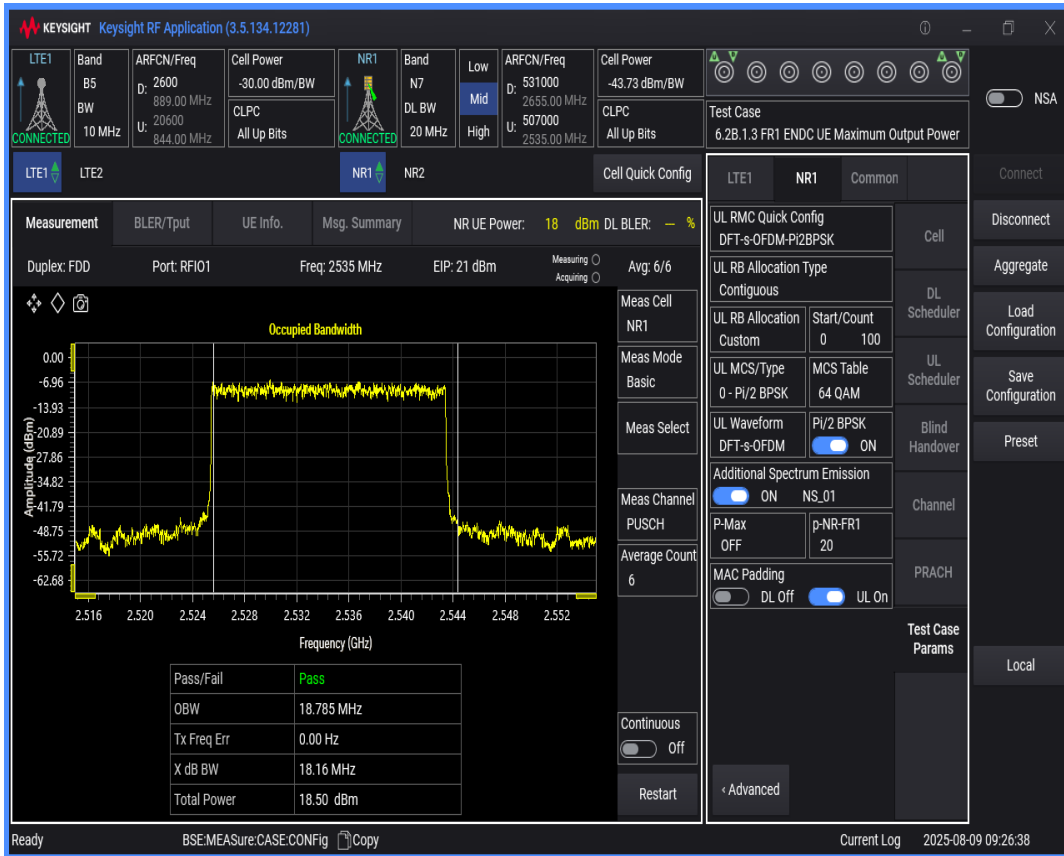 KEYSIGHT Keysight RF Application (3.5.134.12281)
LTE1
CONNECTED
Band
B5
BW
10 MHz
ARFCN/Freq
D: 2600
889.00 MHz
U: 20600
844.00 MHz
Cell Power
-30.00 dBm/BW
CLPC
All Up Bits
NR1
CONNECTED
Band
N7
DL BW
20 MHz
Low
Mid
High
ARFCN/Freq
D: 531000
2655.00 MHz
U: 507000
2535.00 MHz
Cell Power
-43.73 dBm/BW
CLPC
All Up Bits
Test Case
6.2B.1.3 FR1 ENDC UE Maximum Output Power
NSA
LTE1 LTE2 NR1 NR2 Cell Quick Config
Measurement BLER/Tput UE Info. Msg. Summary NR UE Power: 18 dBm DL BLER: -- %
Duplex: FDD Port: RFIO1 Freq: 2535 MHz EIP: 21 dBm Measuring Avg: 6/6
Acquiring
Occupied Bandwidth
Amplitude (dBm)
0.00
-6.96
-13.93
-20.89
-27.86
-34.82
-41.79
-48.75
-55.72
-62.68
2.516 2.520 2.524 2.528 2.532 2.536 2.540 2.544 2.548 2.552
Frequency (GHz)
Pass/Fail Pass
OBW 18.785 MHz
Tx Freq Err 0.00 Hz
X dB BW 18.16 MHz
Total Power 18.50 dBm
Meas Cell
NR1
Meas Mode
Basic
Meas Select
Meas Channel
PUSCH
Average Count
6
Continuous
Off
Restart
LTE1 NR1 Common
UL RMC Quick Config
DFT-s-OFDM-Pi2BPSK
UL RB Allocation Type
Contiguous
UL RB Allocation
Custom
Start/Count
0 100
UL MCS/Type
0 - Pi/2 BPSK
MCS Table
64 QAM
UL Waveform
DFT-s-OFDM
Pi/2 BPSK
ON
Additional Spectrum Emission
ON NS_01
P-Max
OFF
p-NR-FR1
20
MAC Padding
DL Off UL On
‹ Advanced
Cell
DL
Scheduler
UL
Scheduler
Blind
Handover
Channel
PRACH
Test Case
Params
Connect
Disconnect
Aggregate
Load
Configuration
Save
Configuration
Preset
Local
Ready BSE:MEASure:CASE:CONFig Copy Current Log 2025-08-09 09:26:38